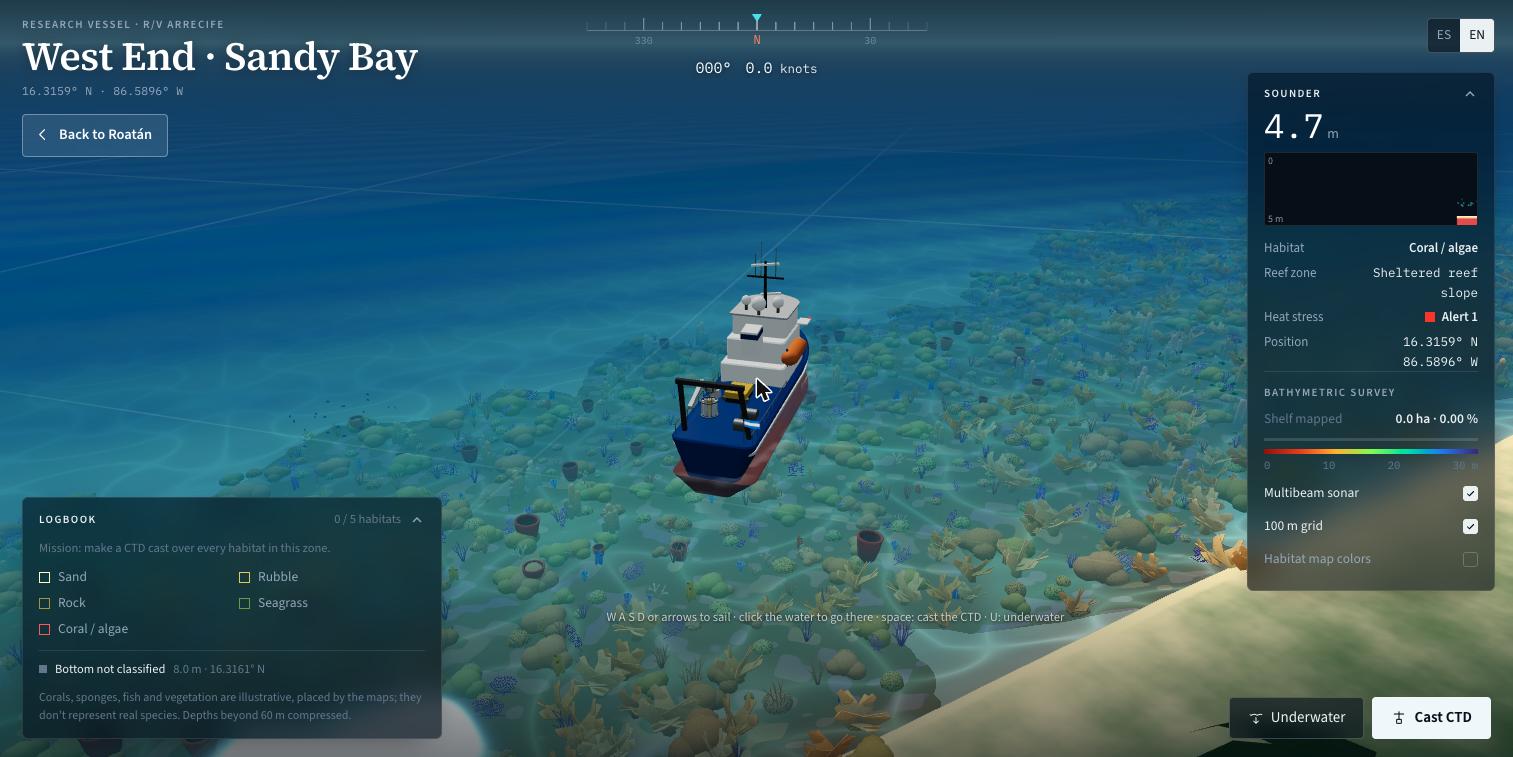 RESEARCH VESSEL · R/V ARRECIFE
West End · Sandy Bay
16.3159° N · 86.5896° W
Back to Roatán
330 N 30
000° 0.0 knots
ES EN
SOUNDER
4.7 m
0
5 m
Habitat Coral / algae
Reef zone Sheltered reef
slope
Heat stress Alert 1
Position 16.3159° N
86.5896° W
BATHYMETRIC SURVEY
Shelf mapped 0.0 ha · 0.00 %
0 10 20 30 m
Multibeam sonar
100 m grid
Habitat map colors
LOGBOOK 0 / 5 habitats
Mission: make a CTD cast over every habitat in this zone.
Sand Rubble
Rock Seagrass
Coral / algae
Bottom not classified 8.0 m · 16.3161° N
Corals, sponges, fish and vegetation are illustrative, placed by the maps; they
don't represent real species. Depths beyond 60 m compressed.
W A S D or arrows to sail · click the water to go there · space: cast the CTD · U: underwater
Underwater Cast CTD